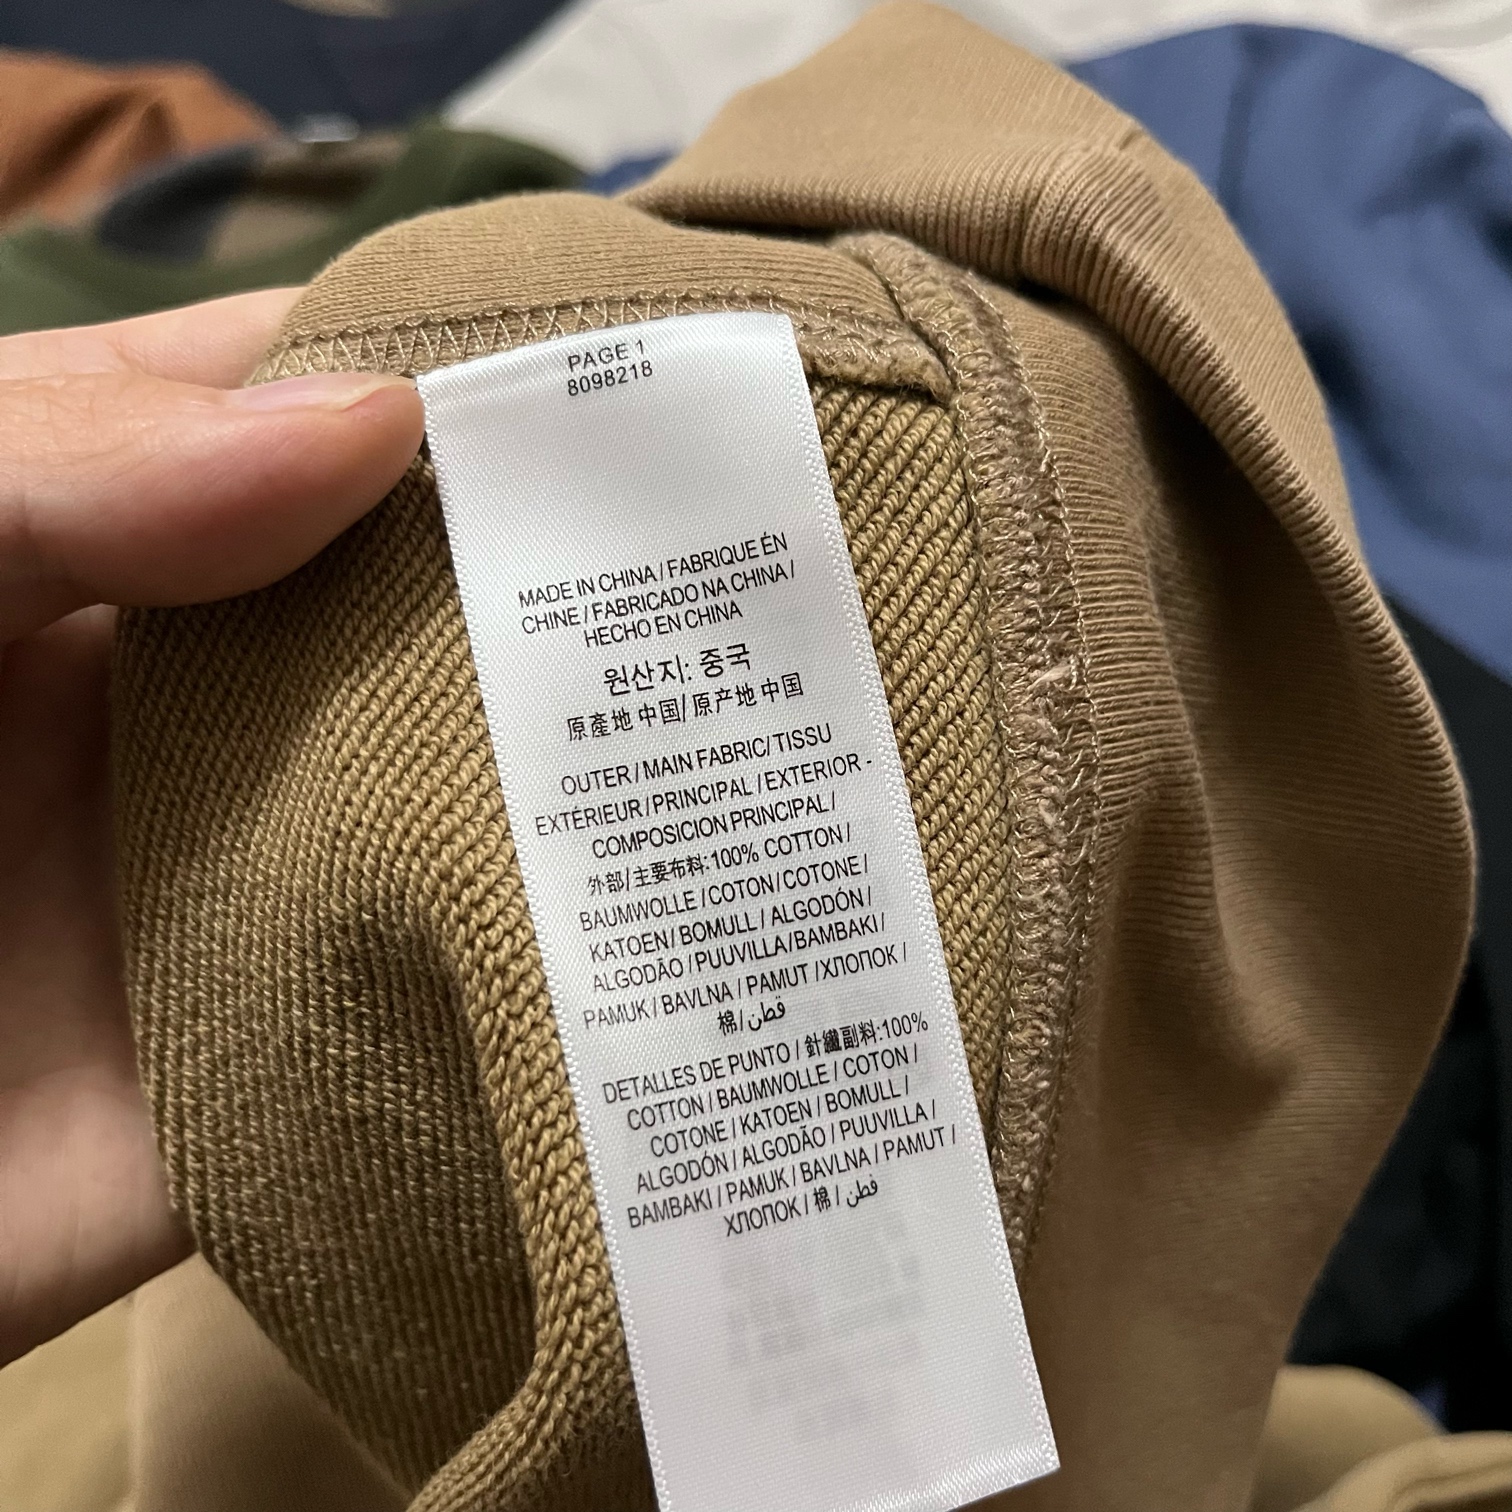 PAGE 1
8098218
MADE IN CHINA / FABRIQUE ÉN
CHINE / FABRICADO NA CHINA /
HECHO EN CHINA
원산지: 중국
原產地 中国/ 原产地 中国
OUTER / MAIN FABRIC/ TISSU
EXTÉRIEUR / PRINCIPAL / EXTERIOR -
COMPOSICION PRINCIPAL /
外部/主要布料:100% COTTON /
BAUMWOLLE / COTON / COTONE /
KATOEN/ BOMULL / ALGODÓN /
ALGODÃO / PUUVILLA/BAMBAKI /
PAMUK / BAVLNA / PAMUT /ХЛОПОК /
棉/ قطن
DETALLES DE PUNTO / 針織副料:100%
COTTON / BAUMWOLLE / COTON /
COTONE / KATOEN / BOMULL /
ALGODÓN / ALGODÃO / PUUVILLA /
BAMBAKI / PAMUK / BAVLNA / PAMUT /
ХЛОПОК / 棉 / قطن